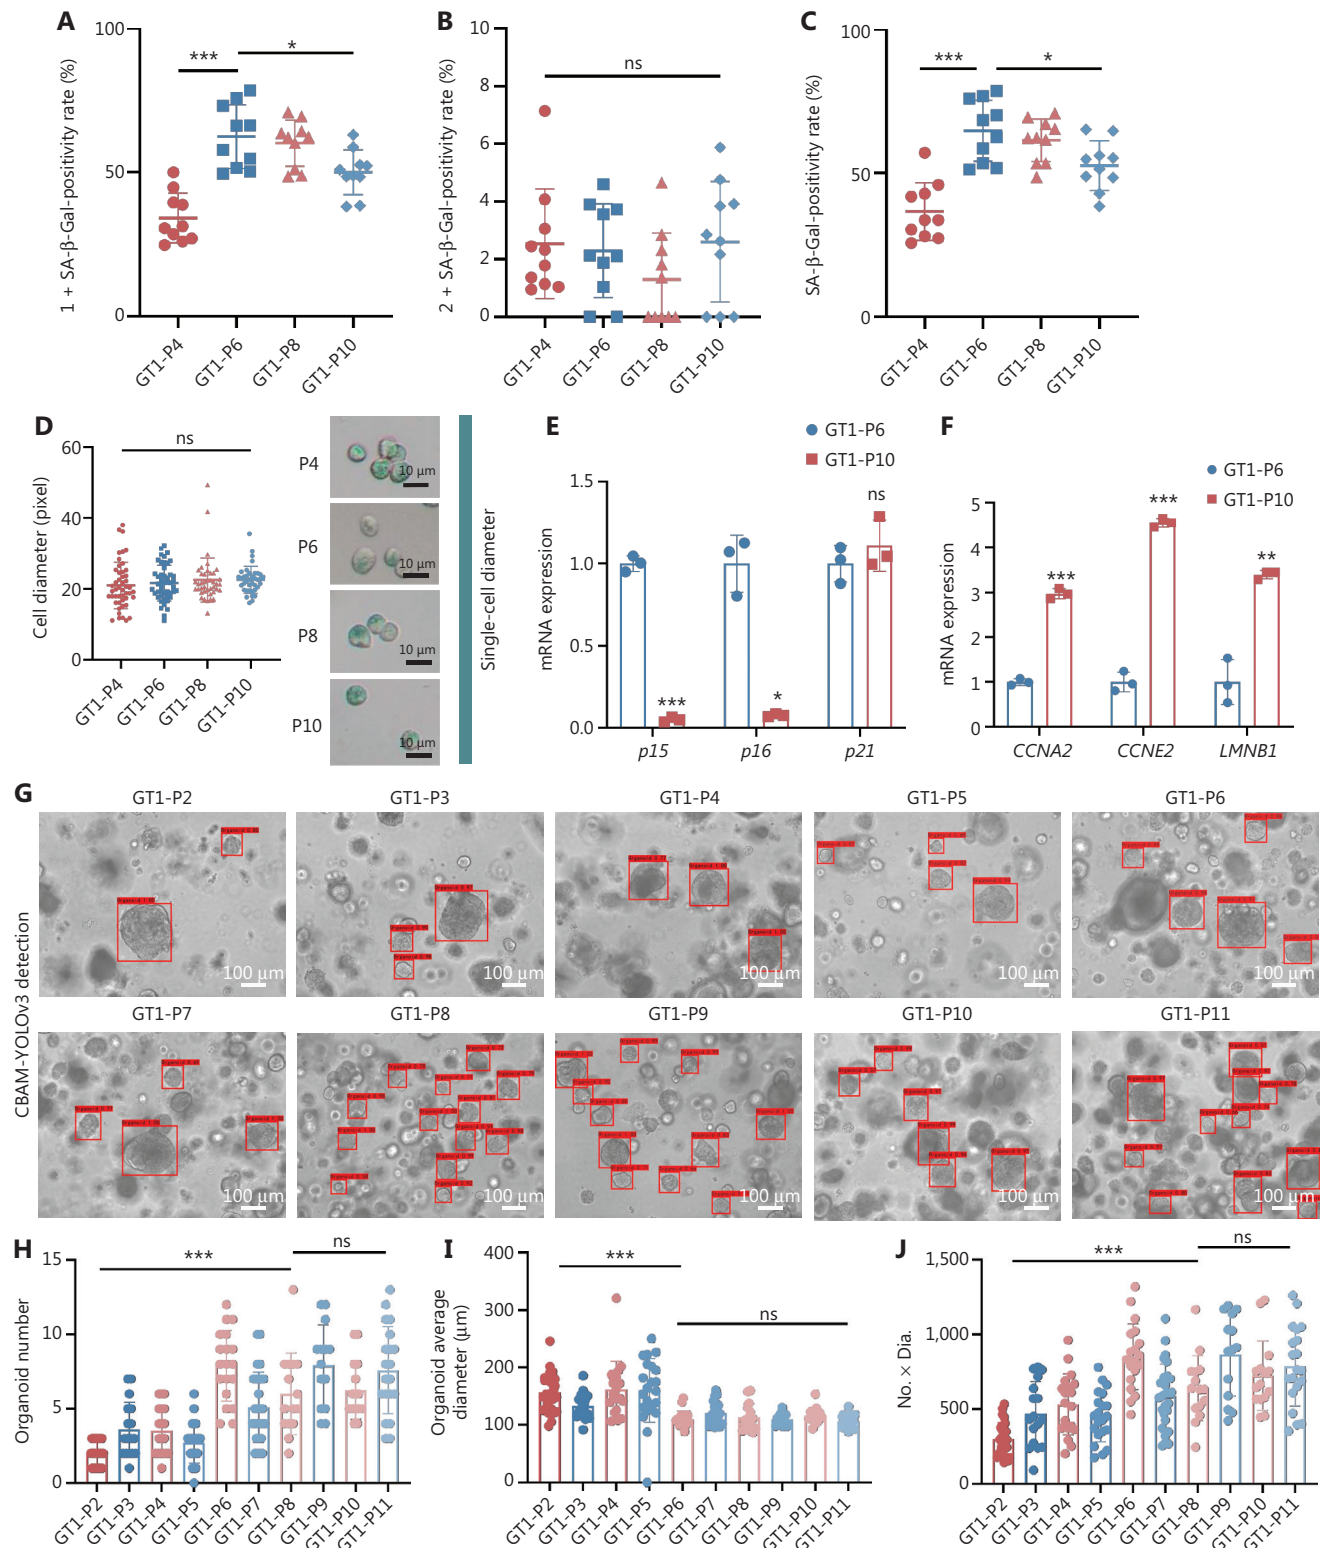 A
1 + SA-β-Gal-positivity rate (%)
100
50
0
***
*
GT1-P4
GT1-P6
GT1-P8
GT1-P10
B
2 + SA-β-Gal-positivity rate (%)
10
8
6
4
2
0
ns
GT1-P4
GT1-P6
GT1-P8
GT1-P10
C
SA-β-Gal-positivity rate (%)
100
50
0
***
*
GT1-P4
GT1-P6
GT1-P8
GT1-P10
D
Cell diameter (pixel)
60
40
20
0
ns
GT1-P4
GT1-P6
GT1-P8
GT1-P10
P4
10 μm
P6
10 μm
P8
10 μm
P10
10 μm
Single-cell diameter
E
GT1-P6
GT1-P10
mRNA expression
1.5
1.0
0.5
0.0
***
*
ns
p15
p16
p21
F
GT1-P6
GT1-P10
mRNA expression
5
4
3
2
1
0
***
***
**
CCNA2
CCNE2
LMNB1
G
CBAM-YOLOv3 detection
GT1-P2
GT1-P3
GT1-P4
GT1-P5
GT1-P6
100 μm
100 μm
100 μm
100 μm
100 μm
GT1-P7
GT1-P8
GT1-P9
GT1-P10
GT1-P11
100 μm
100 μm
100 μm
100 μm
100 μm
H
Organoid number
15
10
5
0
***
ns
GT1-P2
GT1-P3
GT1-P4
GT1-P5
GT1-P6
GT1-P7
GT1-P8
GT1-P9
GT1-P10
GT1-P11
I
Organoid average
diameter (μm)
400
300
200
100
0
***
ns
GT1-P2
GT1-P3
GT1-P4
GT1-P5
GT1-P6
GT1-P7
GT1-P8
GT1-P9
GT1-P10
GT1-P11
J
No. × Dia.
1,500
1,000
500
0
***
ns
GT1-P2
GT1-P3
GT1-P4
GT1-P5
GT1-P6
GT1-P7
GT1-P8
GT1-P9
GT1-P10
GT1-P11